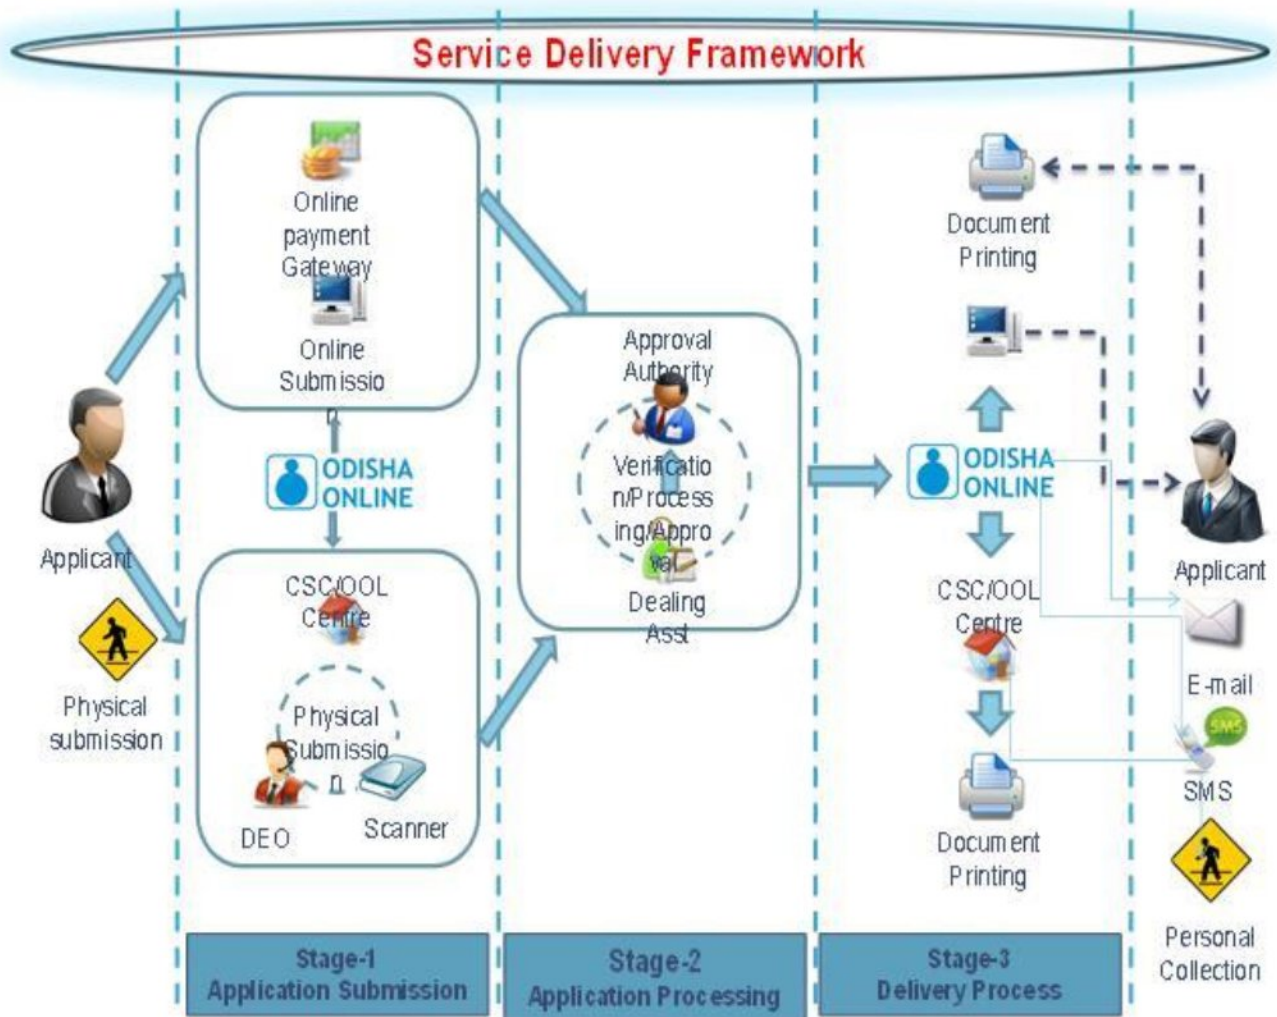 Service Delivery Framework
Online
payment
Gateway
Online
Submissio
n
ODISHA
ONLINE
Applicant
Physical
submission
CSC/OOL
Centre
Physical
Submissio
n
DEO
Scanner
Approval
Authority
Verificatio
n/Process
ing/Appro
val
Dealing
Asst
Document
Printing
ODISHA
ONLINE
CSC/OOL
Centre
Document
Printing
Applicant
E-mail
SMS
SMS
Personal
Collection
Stage-1
Application Submission
Stage-2
Application Processing
Stage-3
Delivery Process